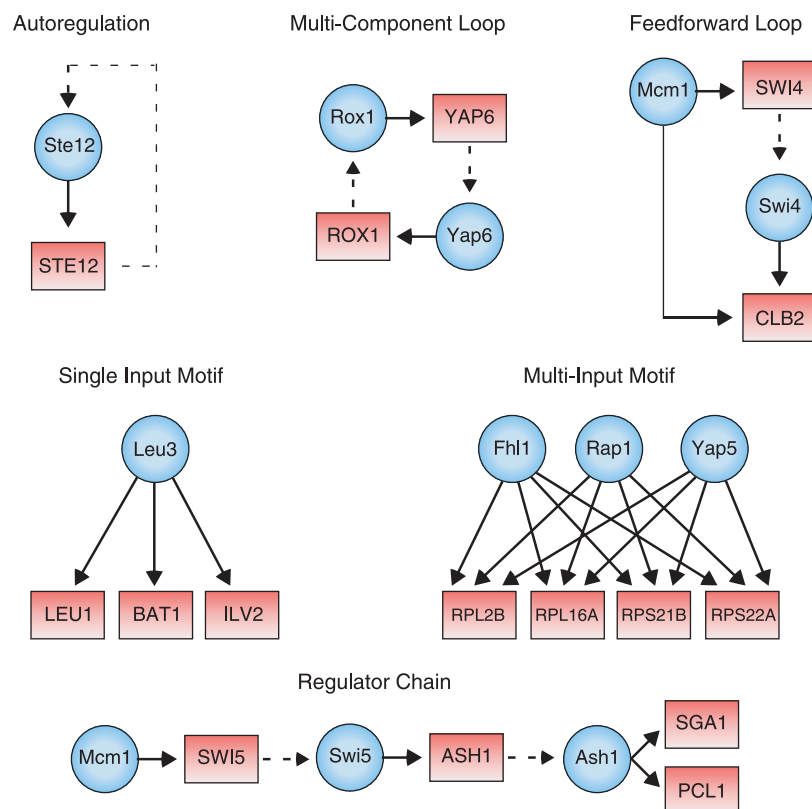 Autoregulation
Multi-Component Loop
Feedforward Loop
Ste12
STE12
Rox1
YAP6
ROX1
Yap6
Mcm1
SWI4
Swi4
CLB2
Single Input Motif
Multi-Input Motif
Leu3
LEU1
BAT1
ILV2
Fhl1
Rap1
Yap5
RPL2B
RPL16A
RPS21B
RPS22A
Regulator Chain
Mcm1
SWI5
Swi5
ASH1
Ash1
SGA1
PCL1